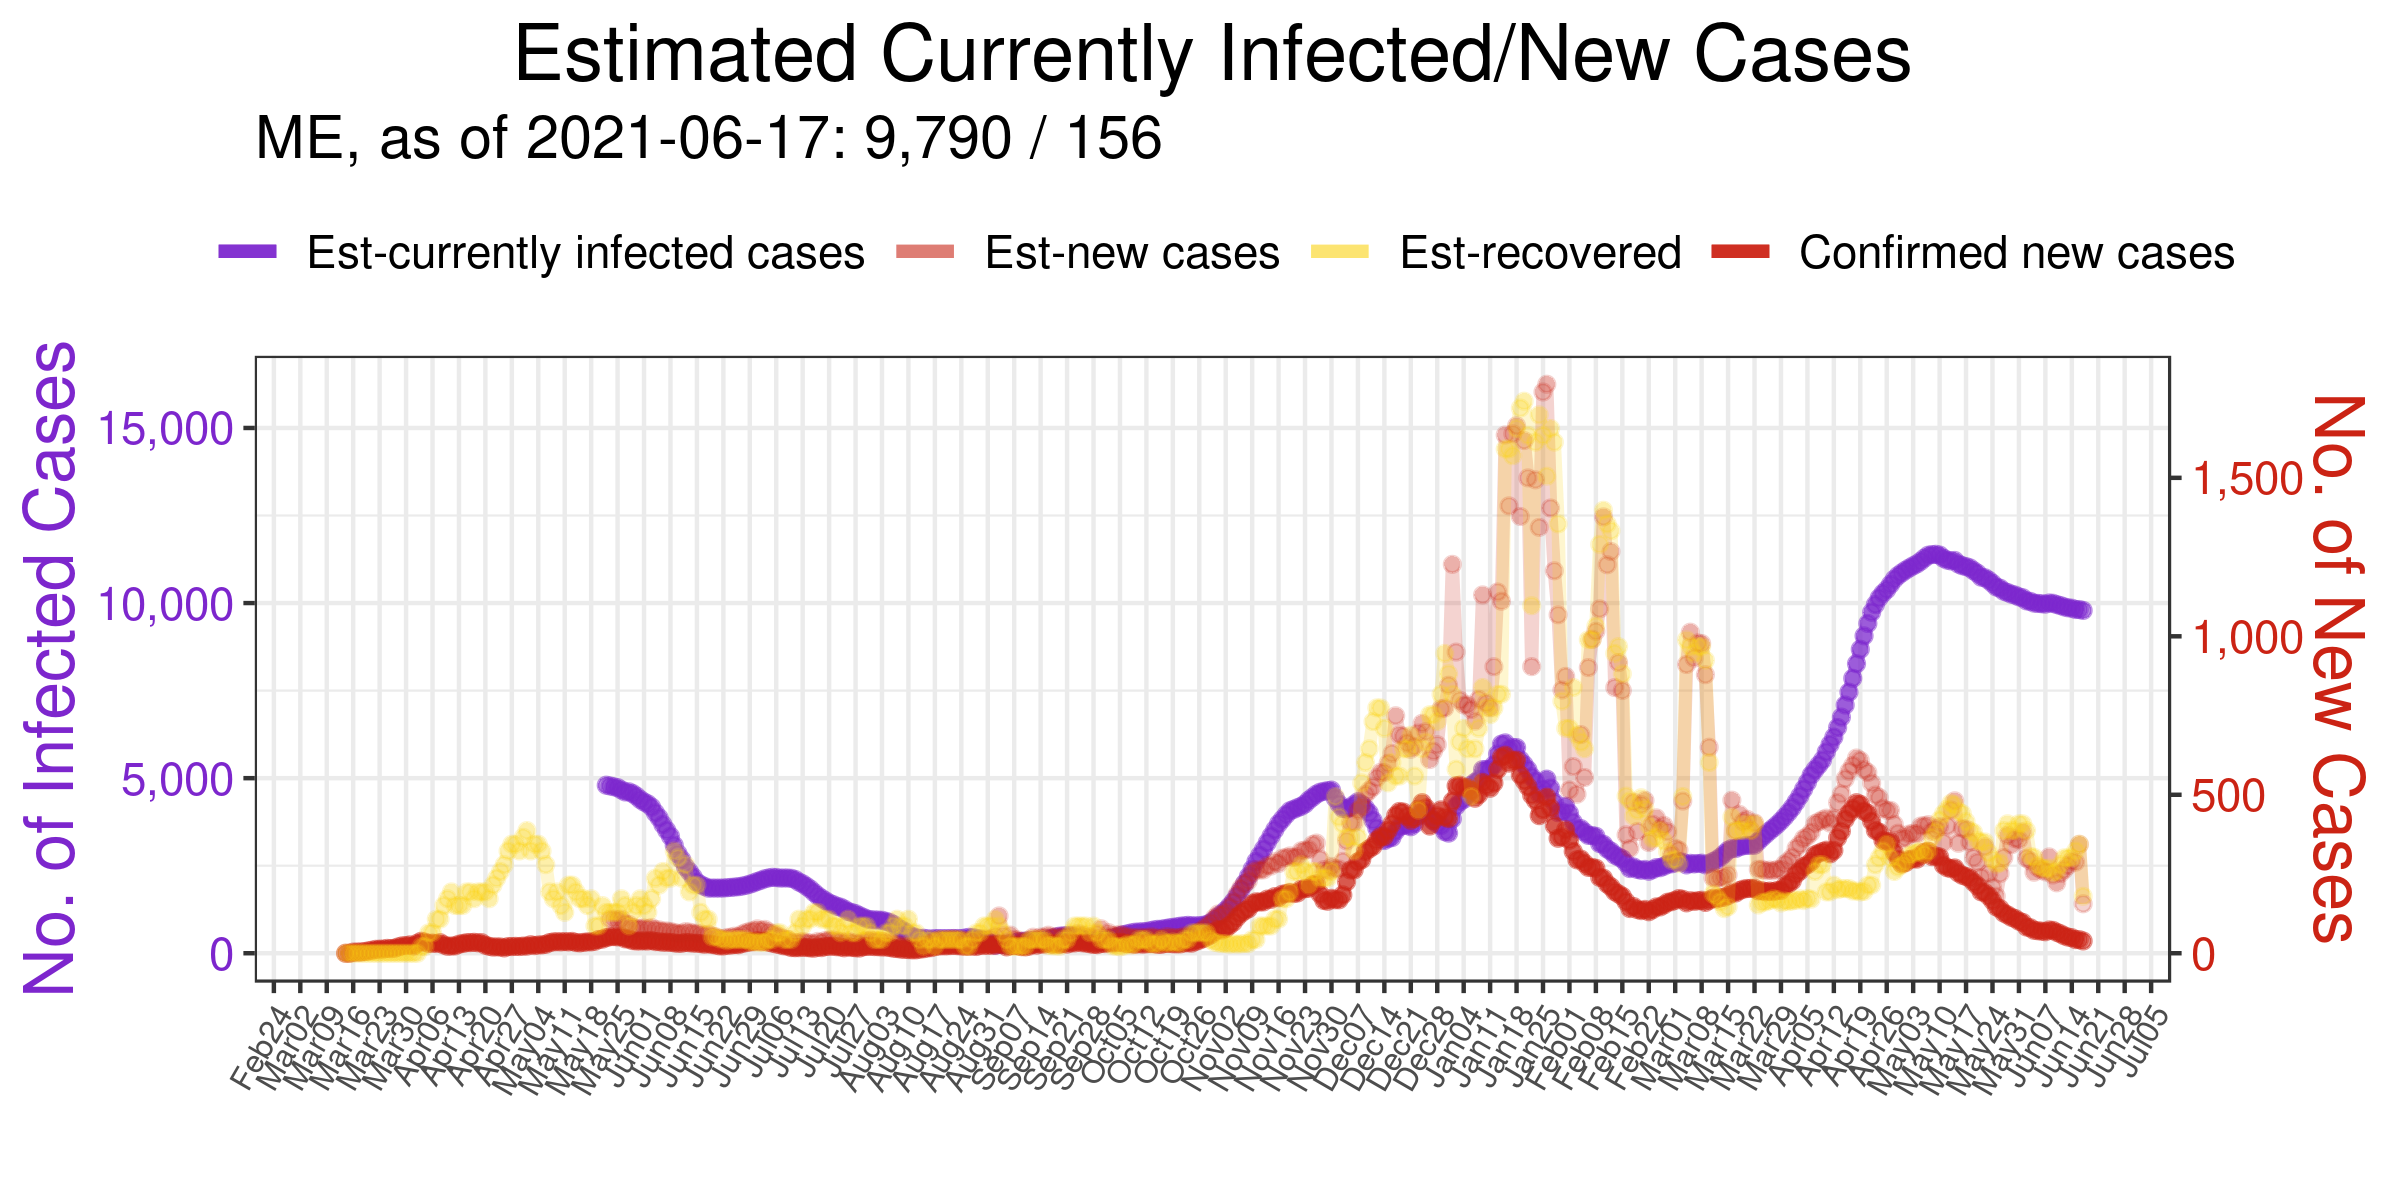 Estimated Currently Infected/New Cases
ME, as of 2021-06-17: 9,790 / 156
Est-currently infected cases Est-new cases Est-recovered Confirmed new cases
No. of Infected Cases
15,000
10,000
5,000
0
1,500
1,000
500
0
No. of New Cases
Feb24 Mar02 Mar09 Mar16 Mar23 Mar30 Apr06 Apr13 Apr20 Apr27 May04 May11 May18 May25 Jun01 Jun08 Jun15 Jun22 Jun29 Jul06 Jul13 Jul20 Jul27 Aug03 Aug10 Aug17 Aug24 Aug31 Sep07 Sep14 Sep21 Sep28 Oct05 Oct12 Oct19 Oct26 Nov02 Nov09 Nov16 Nov23 Nov30 Dec07 Dec14 Dec21 Dec28 Jan04 Jan11 Jan18 Jan25 Feb01 Feb08 Feb15 Feb22 Mar01 Mar08 Mar15 Mar22 Mar29 Apr05 Apr12 Apr19 Apr26 May03 May10 May17 May24 May31 Jun07 Jun14 Jun21 Jun28 Jul05